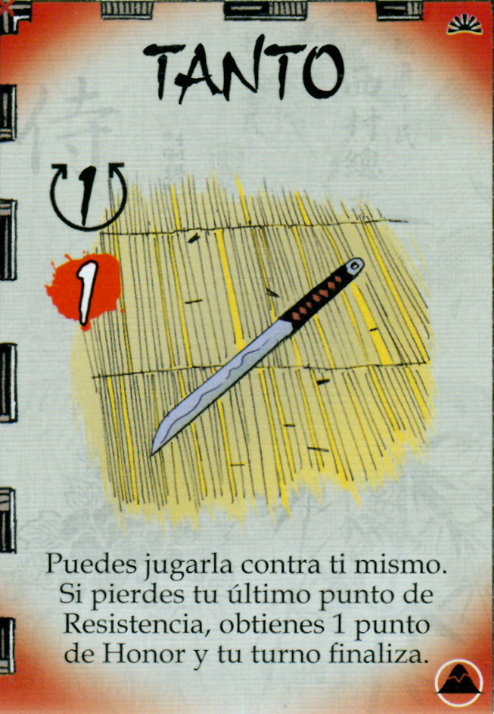 TANTO
1
1
Puedes jugarla contra ti mismo.
Si pierdes tu último punto de
Resistencia, obtienes 1 punto
de Honor y tu turno finaliza.